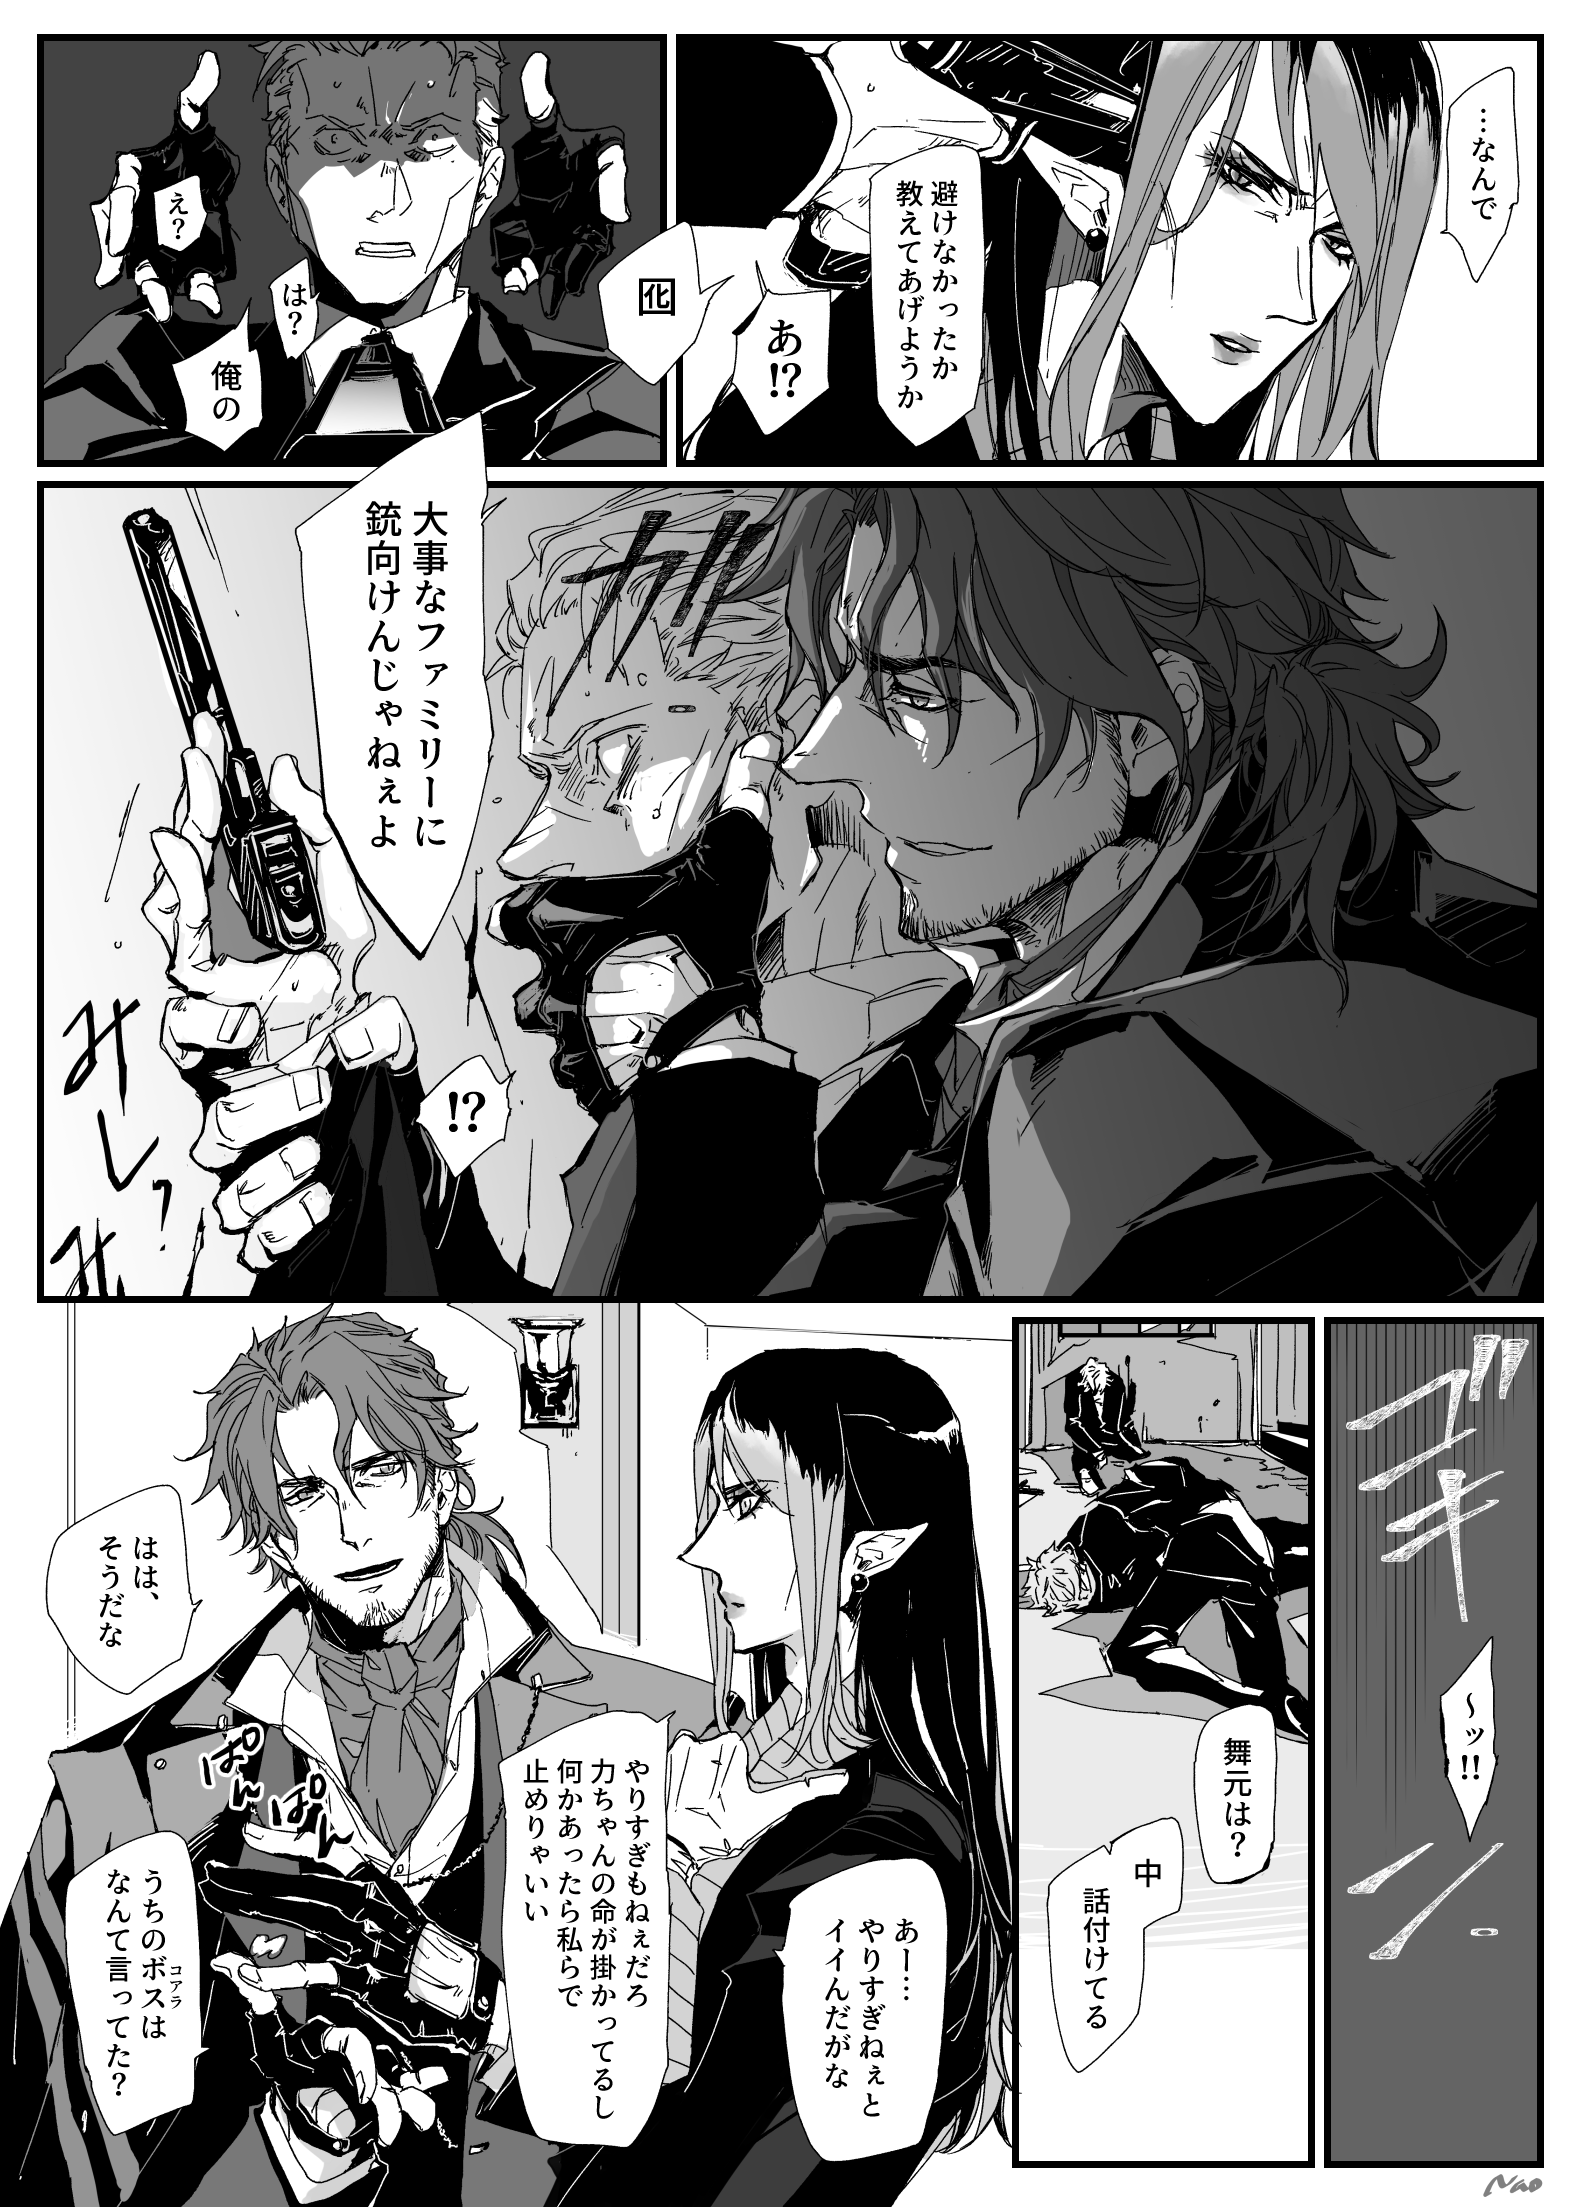 …なんで
避けなかったか
教えてあげようか
あ!?
化
え?
は?
俺の
大事なファミリーに
銃向けんじゃねぇよ
ガッ
!?
みし?
み
ゴキッ
〜ッ!!
ン
舞元は?
中
話付けてる
あー…
やりすぎねぇと
イイんだがな
やりすぎもねぇだろ
力ちゃんの命が掛かってるし
何かあったら私らで
止めりゃいい
はは、
そうだな
ぱんぱん
コアラ
うちのボスは
なんて言ってた?
Nao